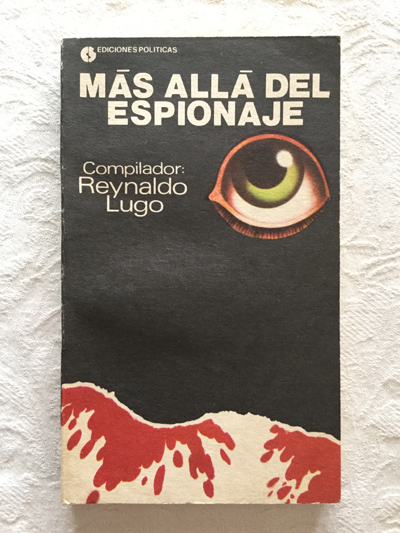 EDICIONES POLITICAS
MÁS ALLÁ DEL
ESPIONAJE
Compilador:
Reynaldo
Lugo